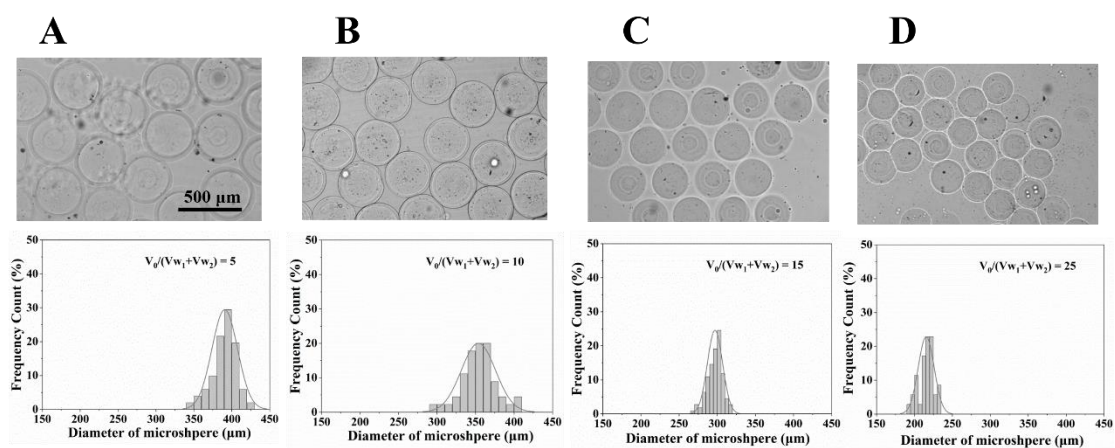 A
B
C
D
500 μm
V₀/(Vw₁+Vw₂) = 5
50
40
30
20
10
0
Frequency Count (%)
150 200 250 300 350 400 450
Diameter of microshpere (μm)
V₀/(Vw₁+Vw₂) = 10
50
40
30
20
10
0
Frequency Count (%)
150 200 250 300 350 400 450
Diameter of microshpere (μm)
V₀/(Vw₁+Vw₂) = 15
50
40
30
20
10
0
Frequency Count (%)
150 200 250 300 350 400 450
Diameter of microshpere (μm)
V₀/(Vw₁+Vw₂) = 25
50
40
30
20
10
0
Frequency Count (%)
150 200 250 300 350 400 450
Diameter of microshpere (μm)